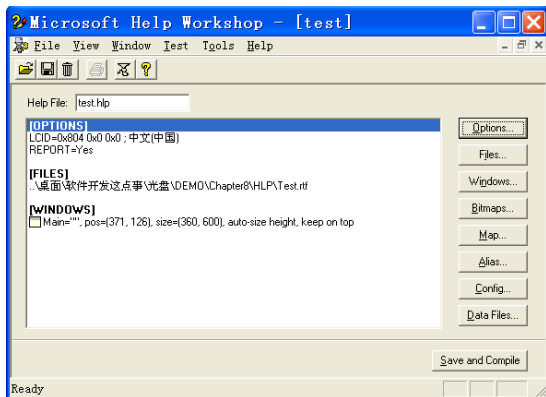 Microsoft Help Workshop - [test]
File View Window Test Tools Help
Help File: test.hlp
[OPTIONS]
LCID=0x804 0x0 0x0 ; 中文(中国)
REPORT=Yes
[FILES]
..\桌面\软件开发这点事\光盘\DEMO\Chapter8\HLP\Test.rtf
[WINDOWS]
Main="", pos=(371, 126), size=(360, 600), auto-size height, keep on top
Options...
Files...
Windows...
Bitmaps...
Map...
Alias...
Config...
Data Files...
Save and Compile
Ready